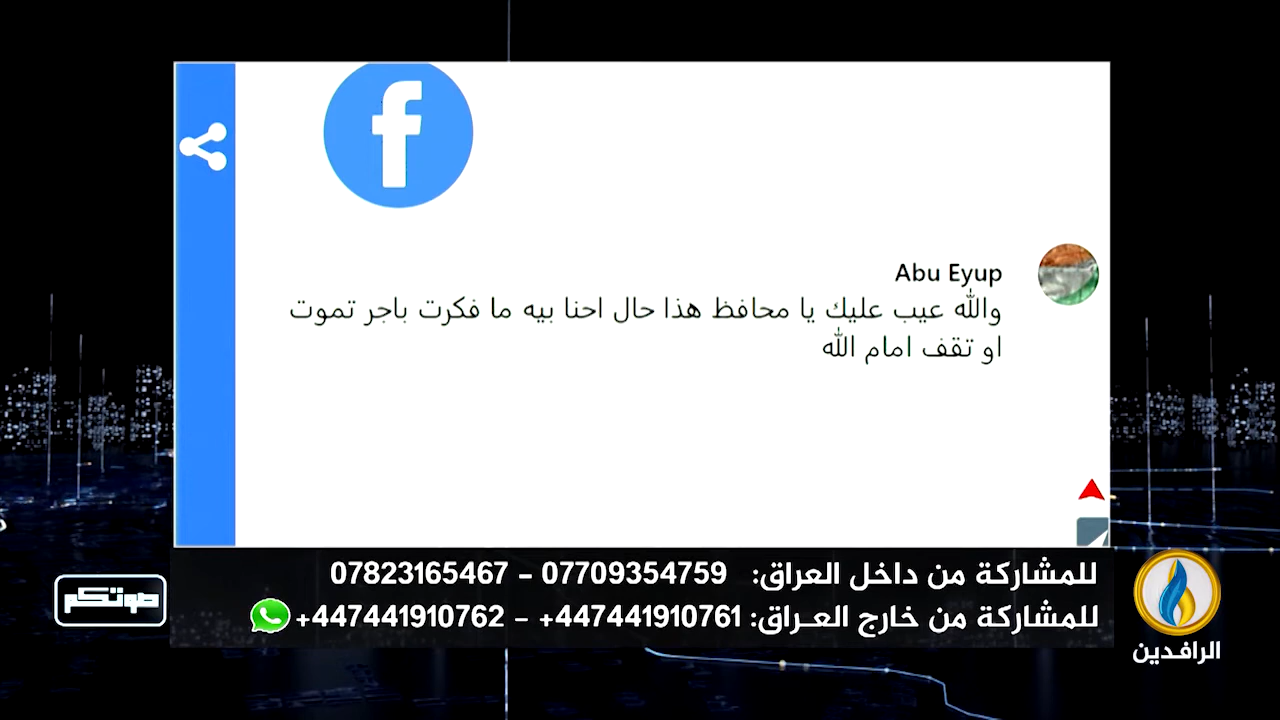 Abu Eyup
والله عيب عليك يا محافظ هذا حال احنا بيه ما فكرت باجر تموت
او تقف امام الله
للمشاركة من داخل العراق: 07709354759 - 07823165467
للمشاركة من خارج العـراق: 447441910761+ - 447441910762+
صوتكم
الرافدين